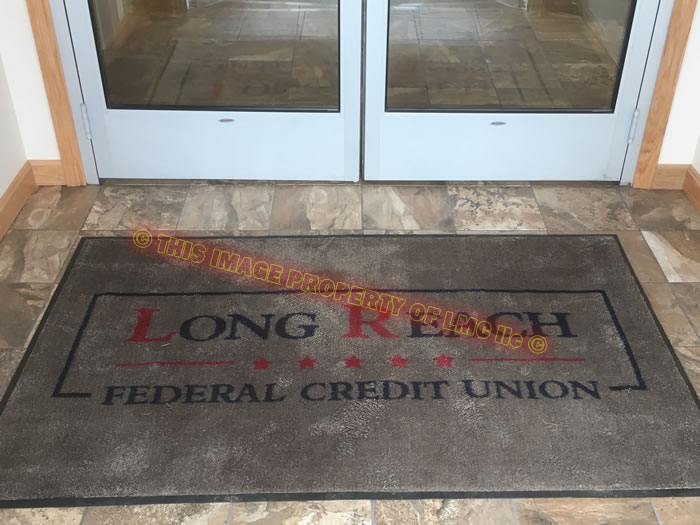 © THIS IMAGE PROPERTY OF LMC llc ©
LONG REACH
FEDERAL CREDIT UNION